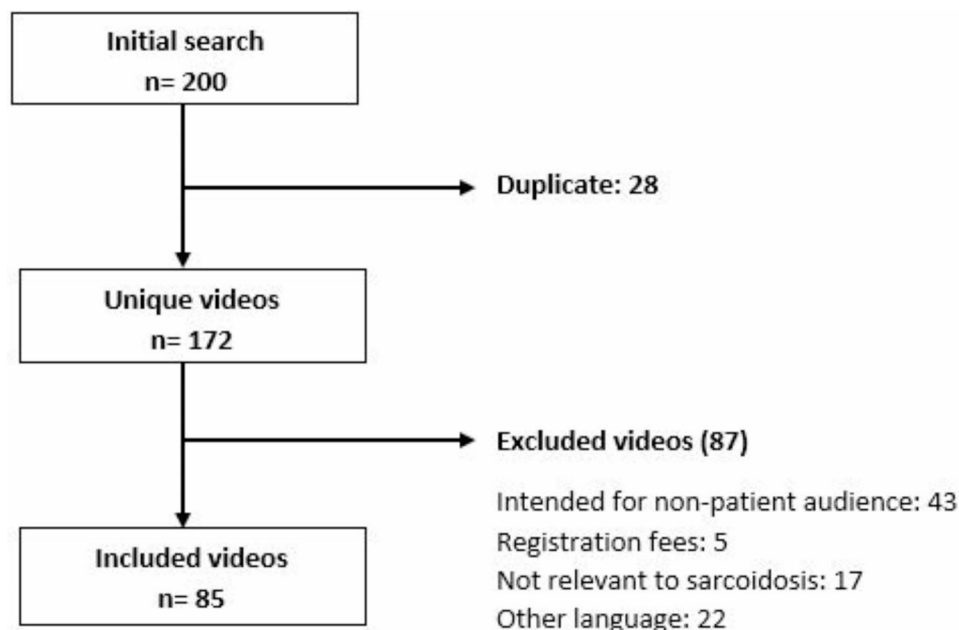 Initial search
n= 200
Duplicate: 28
Unique videos
n= 172
Excluded videos (87)
Intended for non-patient audience: 43
Registration fees: 5
Not relevant to sarcoidosis: 17
Other language: 22
Included videos
n= 85